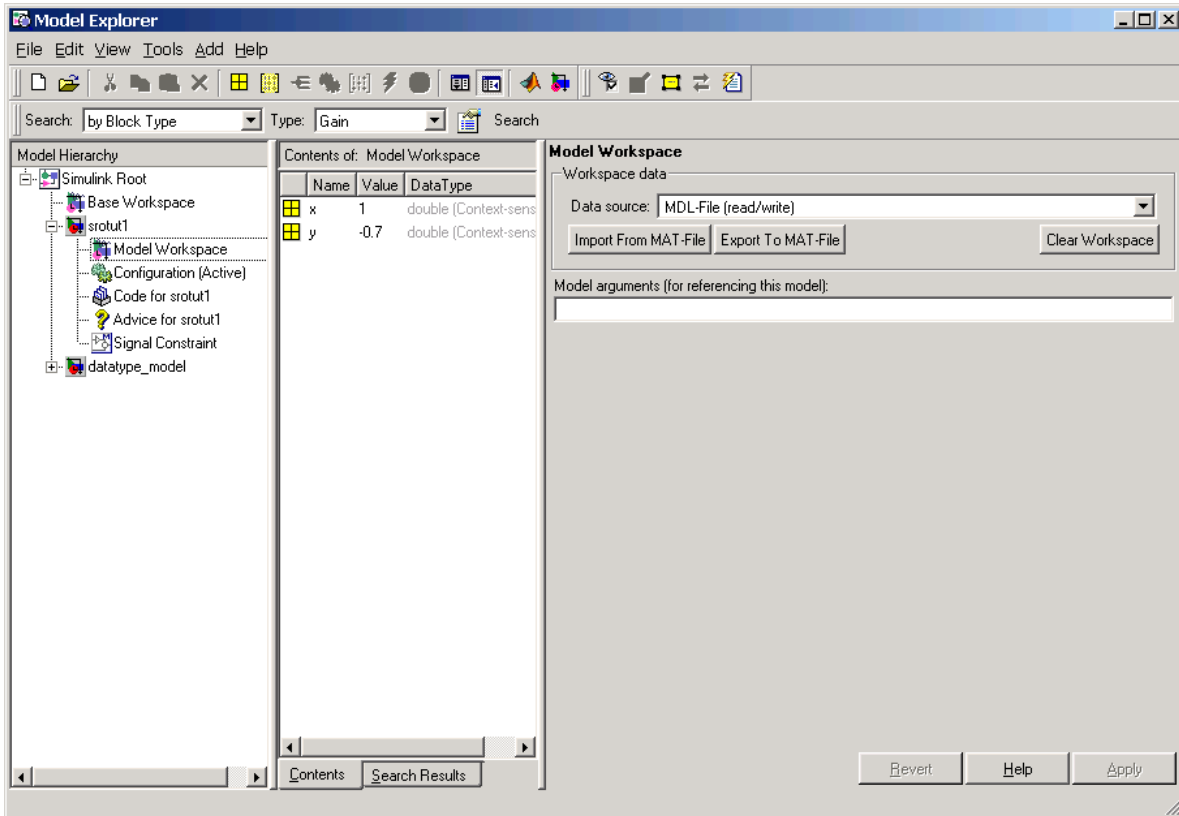 Model Explorer
File Edit View Tools Add Help
Search: by Block Type Type: Gain Search
Model Hierarchy
Simulink Root
Base Workspace
srotut1
Model Workspace
Configuration (Active)
Code for srotut1
Advice for srotut1
Signal Constraint
datatype_model
Contents of: Model Workspace
Name Value DataType
x 1 double (Context-sens
y -0.7 double (Context-sens
Contents Search Results
Model Workspace
Workspace data
Data source: MDL-File (read/write)
Import From MAT-File Export To MAT-File Clear Workspace
Model arguments (for referencing this model):
Revert Help Apply